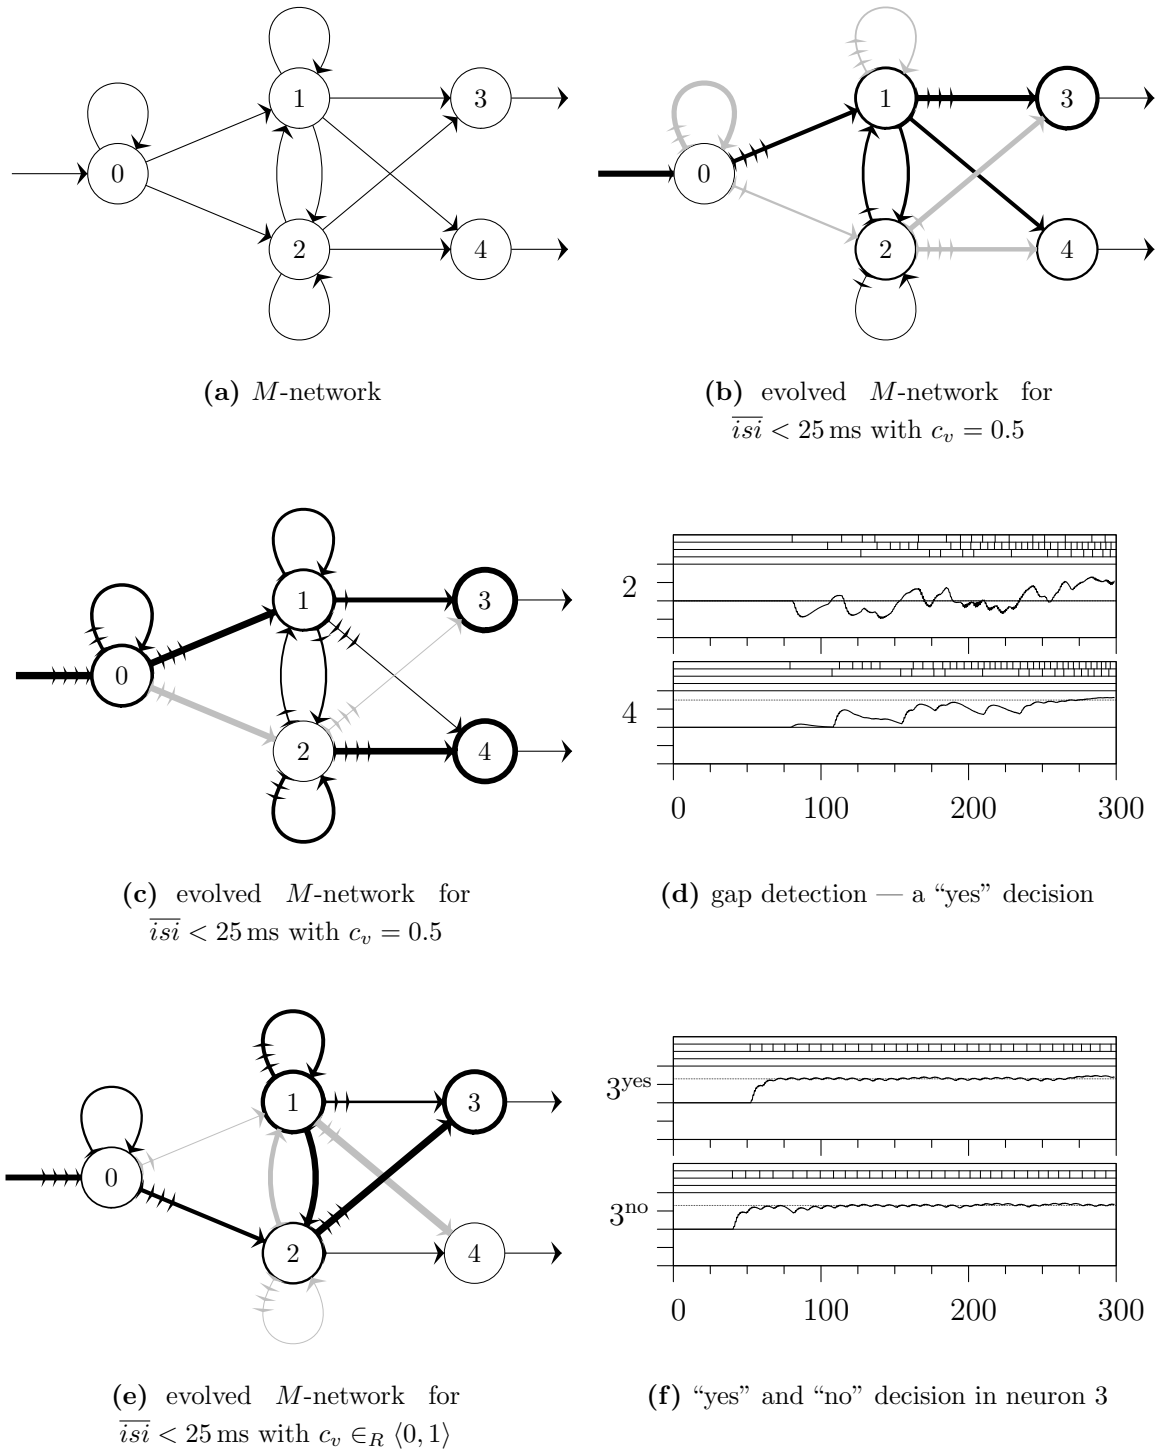 0
1
2
3
4
(a) M-network
0
1
2
3
4
(b) evolved M-network for
isi < 25 ms with c_v = 0.5
0
1
2
3
4
(c) evolved M-network for
isi < 25 ms with c_v = 0.5
2
4
0 100 200 300
(d) gap detection — a “yes” decision
0
1
2
3
4
(e) evolved M-network for
isi < 25 ms with c_v ∈_R ⟨0, 1⟩
3^yes
3^no
0 100 200 300
(f) “yes” and “no” decision in neuron 3